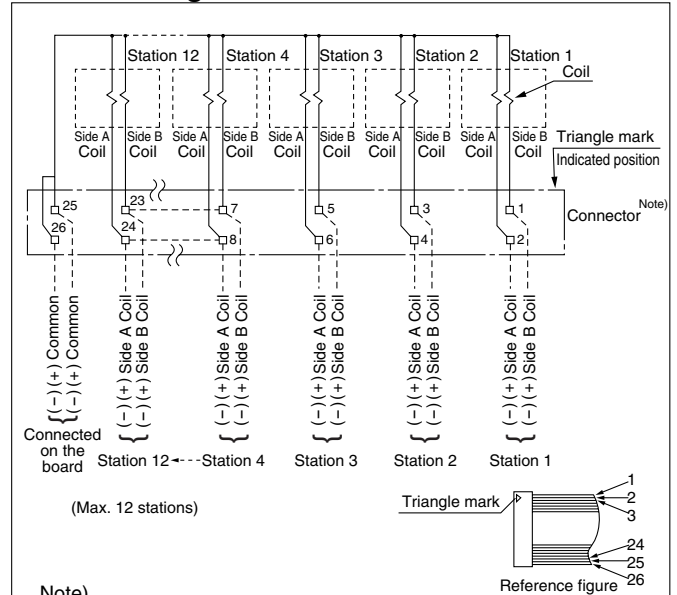 Station 12 Station 4 Station 3 Station 2 Station 1
Coil
Side A Side B Side A Side B Side A Side B Side A Side B Side A Side B
Coil Coil Coil Coil Coil Coil Coil Coil Coil Coil
Triangle mark
Indicated position
25 23 7 5 3 1
Connector Note)
26 24 8 6 4 2
(–)(+) Common
(–)(+) Common
(–)(+) Side A Coil
(–)(+) Side B Coil
(–)(+) Side A Coil
(–)(+) Side B Coil
(–)(+) Side A Coil
(–)(+) Side B Coil
(–)(+) Side A Coil
(–)(+) Side B Coil
(–)(+) Side A Coil
(–)(+) Side B Coil
Connected
on the
board
Station 12 Station 4 Station 3 Station 2 Station 1
(Max. 12 stations)
Triangle mark
1
2
3
24
25
26
Reference figure
Note)